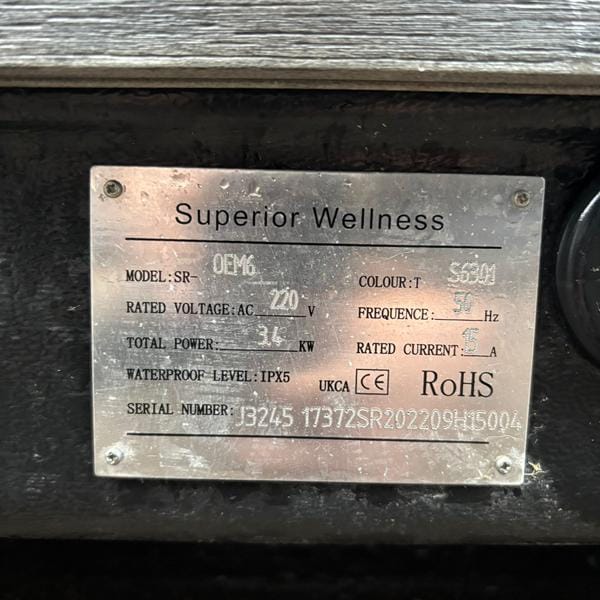 Superior Wellness
MODEL:SR- OEM6 COLOUR:T S6301
RATED VOLTAGE:AC 220 V FREQUENCE: 50 Hz
TOTAL POWER: 3.4 KW RATED CURRENT: 15 A
WATERPROOF LEVEL:IPX5 UKCA CE RoHS
SERIAL NUMBER: J3245 17372SR202209H15004